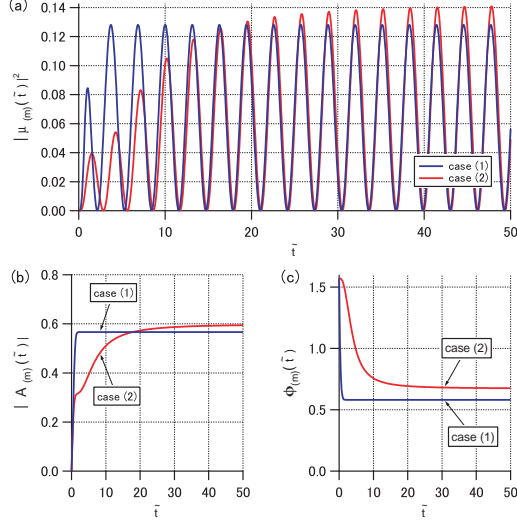 (a)
| μ (m) ( t̃ ) |²
0.14
0.12
0.10
0.08
0.06
0.04
0.02
0.00
case (1)
case (2)
0 10 20 30 40 50
t̃
(b)
| A (m) ( t̃ ) |
0.8
0.6
0.4
0.2
0.0
case (1)
case (2)
0 10 20 30 40 50
t̃
(c)
ϕ (m) ( t̃ )
1.5
1.0
0.5
0.0
case (2)
case (1)
0 10 20 30 40 50
t̃